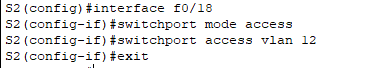 S2(config)#interface f0/18
S2(config-if)#switchport mode access
S2(config-if)#switchport access vlan 12
S2(config-if)#exit